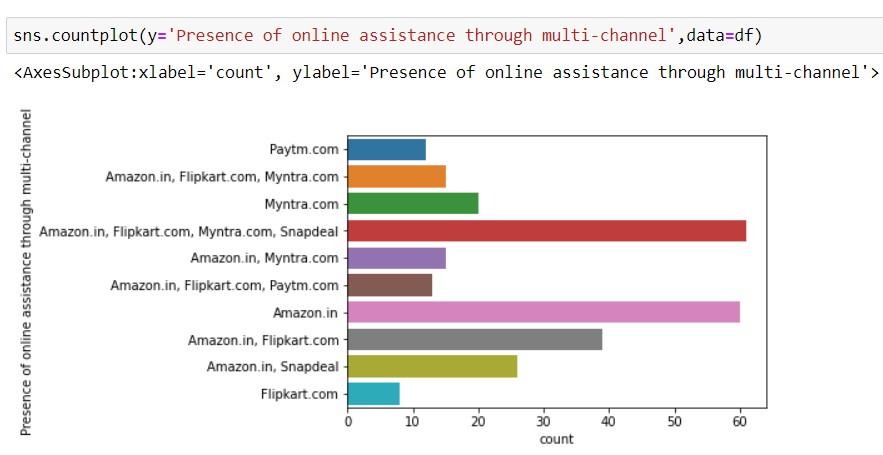 sns.countplot(y='Presence of online assistance through multi-channel',data=df)
<AxesSubplot:xlabel='count', ylabel='Presence of online assistance through multi-channel'>
Presence of online assistance through multi-channel
Paytm.com
Amazon.in, Flipkart.com, Myntra.com
Myntra.com
Amazon.in, Flipkart.com, Myntra.com, Snapdeal
Amazon.in, Myntra.com
Amazon.in, Flipkart.com, Paytm.com
Amazon.in
Amazon.in, Flipkart.com
Amazon.in, Snapdeal
Flipkart.com
0 10 20 30 40 50 60
count